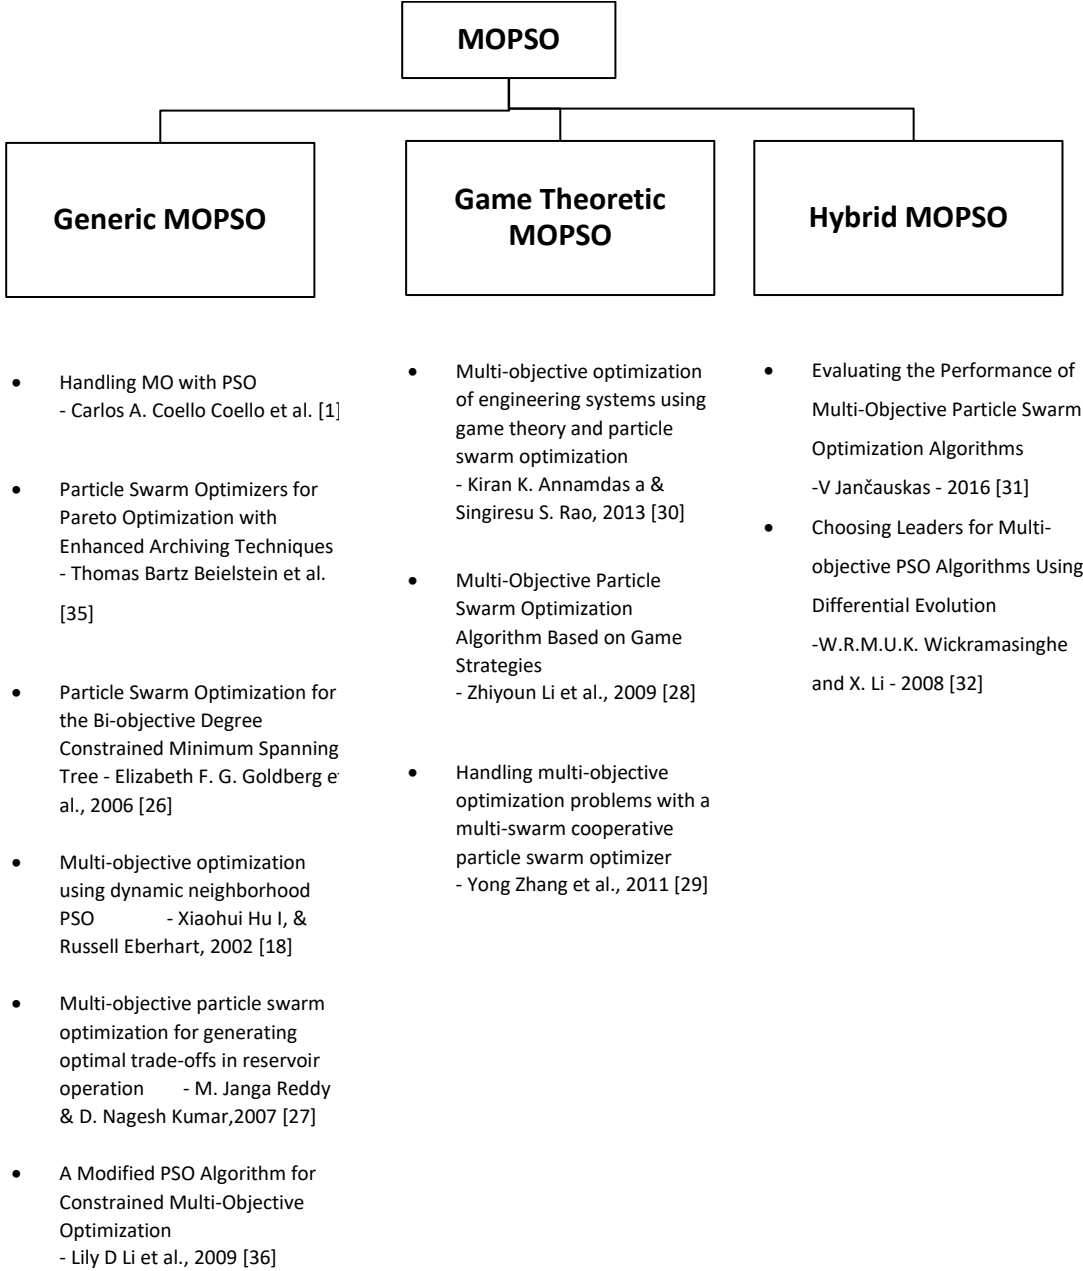 MOPSO
Generic MOPSO
Game Theoretic
MOPSO
Hybrid MOPSO
• Handling MO with PSO
- Carlos A. Coello Coello et al. [1]
• Particle Swarm Optimizers for
Pareto Optimization with
Enhanced Archiving Techniques
- Thomas Bartz Beielstein et al.
[35]
• Particle Swarm Optimization for
the Bi-objective Degree
Constrained Minimum Spanning
Tree - Elizabeth F. G. Goldberg et
al., 2006 [26]
• Multi-objective optimization
using dynamic neighborhood
PSO - Xiaohui Hu I, &
Russell Eberhart, 2002 [18]
• Multi-objective particle swarm
optimization for generating
optimal trade-offs in reservoir
operation - M. Janga Reddy
& D. Nagesh Kumar,2007 [27]
• A Modified PSO Algorithm for
Constrained Multi-Objective
Optimization
- Lily D Li et al., 2009 [36]
• Multi-objective optimization
of engineering systems using
game theory and particle
swarm optimization
- Kiran K. Annamdas a &
Singiresu S. Rao, 2013 [30]
• Multi-Objective Particle
Swarm Optimization
Algorithm Based on Game
Strategies
- Zhiyoun Li et al., 2009 [28]
• Handling multi-objective
optimization problems with a
multi-swarm cooperative
particle swarm optimizer
- Yong Zhang et al., 2011 [29]
• Evaluating the Performance of
Multi-Objective Particle Swarm
Optimization Algorithms
-V Jančauskas - 2016 [31]
• Choosing Leaders for Multi-
objective PSO Algorithms Using
Differential Evolution
-W.R.M.U.K. Wickramasinghe
and X. Li - 2008 [32]